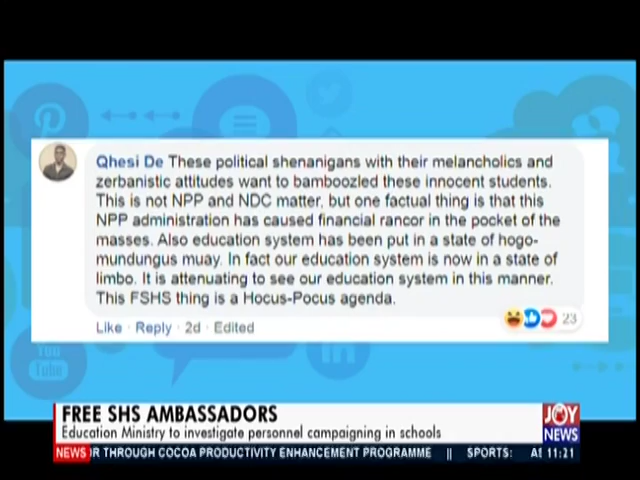 Qhesi De These political shenanigans with their melancholics and
zerbanistic attitudes want to bamboozled these innocent students.
This is not NPP and NDC matter, but one factual thing is that this
NPP administration has caused financial rancor in the pocket of the
masses. Also education system has been put in a state of hogo-
mundungus muay. In fact our education system is now in a state of
limbo. It is attenuating to see our education system in this manner.
This FSHS thing is a Hocus-Pocus agenda.
Like · Reply · 2d · Edited
23
You
Tube
in
FREE SHS AMBASSADORS
Education Ministry to investigate personnel campaigning in schools
JOY
NEWS
NEWS
R THROUGH COCOA PRODUCTIVITY ENHANCEMENT PROGRAMME || SPORTS:
11:21